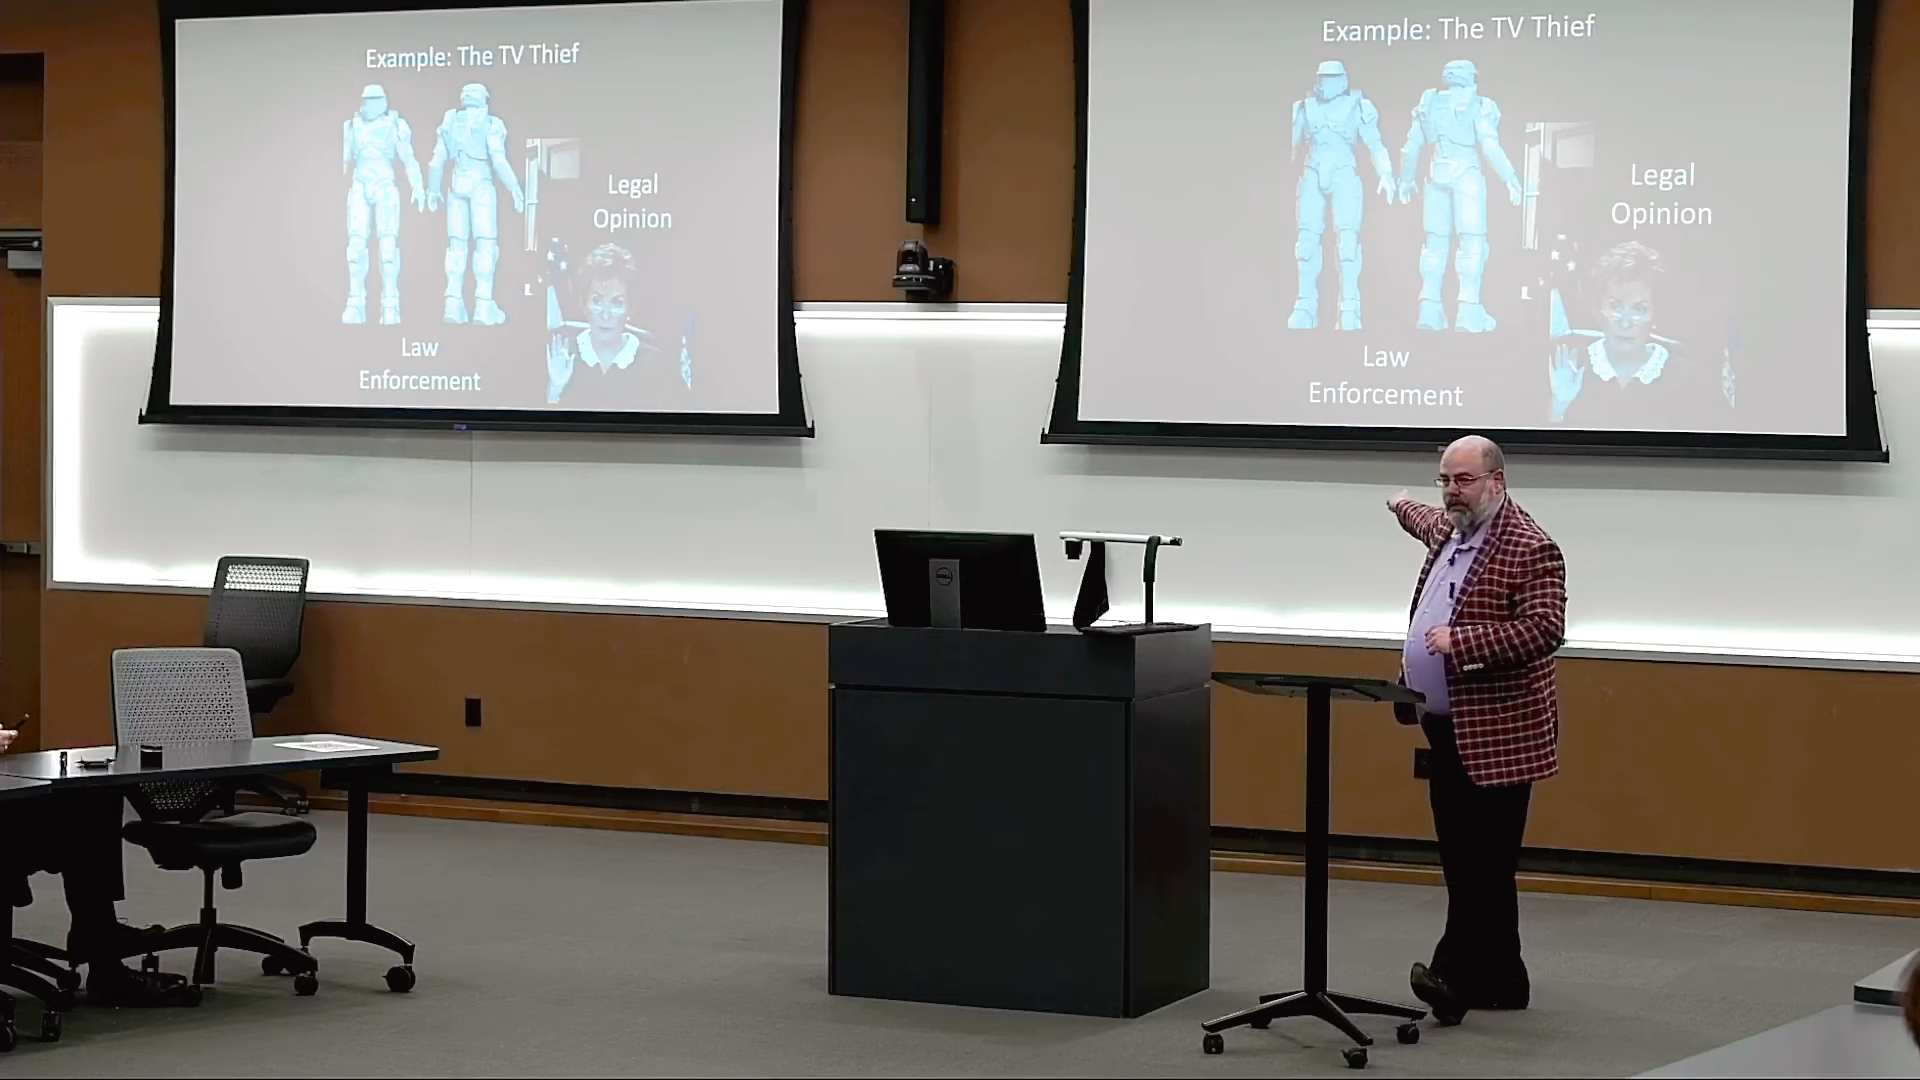 Example: The TV Thief
Legal
Opinion
Law
Enforcement
Example: The TV Thief
Legal
Opinion
Law
Enforcement
DELL